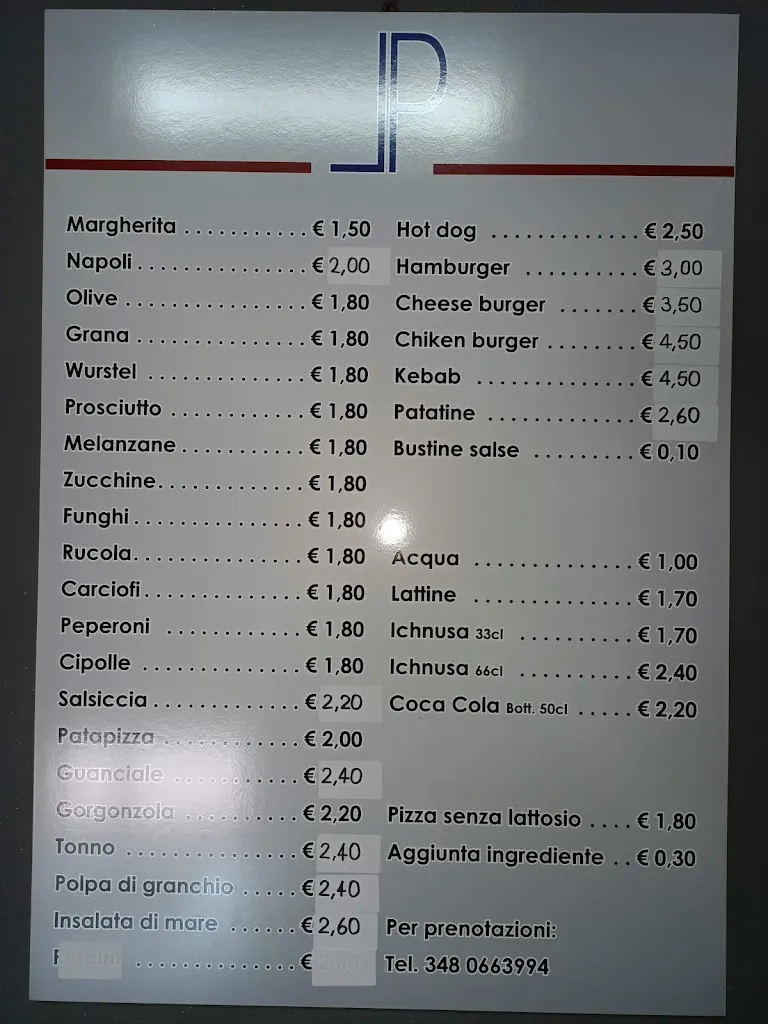 LP
Margherita . . . . . . . . . . . € 1,50
Napoli . . . . . . . . . . . . . . . . € 2,00
Olive . . . . . . . . . . . . . . . . . € 1,80
Grana . . . . . . . . . . . . . . . . € 1,80
Wurstel . . . . . . . . . . . . . . . € 1,80
Prosciutto . . . . . . . . . . . . € 1,80
Melanzane . . . . . . . . . . . . € 1,80
Zucchine. . . . . . . . . . . . . . € 1,80
Funghi . . . . . . . . . . . . . . . . € 1,80
Rucola. . . . . . . . . . . . . . . . € 1,80
Carciofi . . . . . . . . . . . . . . . € 1,80
Peperoni . . . . . . . . . . . . . € 1,80
Cipolle . . . . . . . . . . . . . . . € 1,80
Salsiccia . . . . . . . . . . . . . . € 2,20
Patapizza . . . . . . . . . . . . . € 2,00
Guanciale . . . . . . . . . . . . € 2,40
Gorgonzola . . . . . . . . . . € 2,20
Tonno . . . . . . . . . . . . . . . . € 2,40
Polpa di granchio . . . . . € 2,40
Insalata di mare . . . . . . € 2,60
Porcini . . . . . . . . . . . . . . . € 2,60
Hot dog . . . . . . . . . . . . . . € 2,50
Hamburger . . . . . . . . . . € 3,00
Cheese burger . . . . . . . € 3,50
Chiken burger . . . . . . . . € 4,50
Kebab . . . . . . . . . . . . . . . € 4,50
Patatine . . . . . . . . . . . . . . € 2,60
Bustine salse . . . . . . . . . € 0,10
Acqua . . . . . . . . . . . . . . . € 1,00
Lattine . . . . . . . . . . . . . . . € 1,70
Ichnusa 33cl . . . . . . . . . . € 1,70
Ichnusa 66cl . . . . . . . . . . € 2,40
Coca Cola Bott. 50cl . . . . . € 2,20
Pizza senza lattosio . . . . € 1,80
Aggiunta ingrediente . . € 0,30
Per prenotazioni:
Tel. 348 0663994